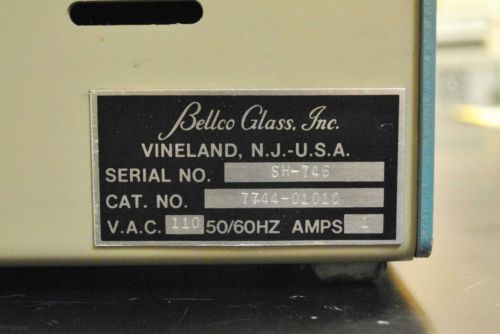 Bellco Glass, Inc.
VINELAND, N.J.-U.S.A.
SERIAL NO. SH-746
CAT. NO. 7744-01010
V.A.C. 110 50/60HZ AMPS 1